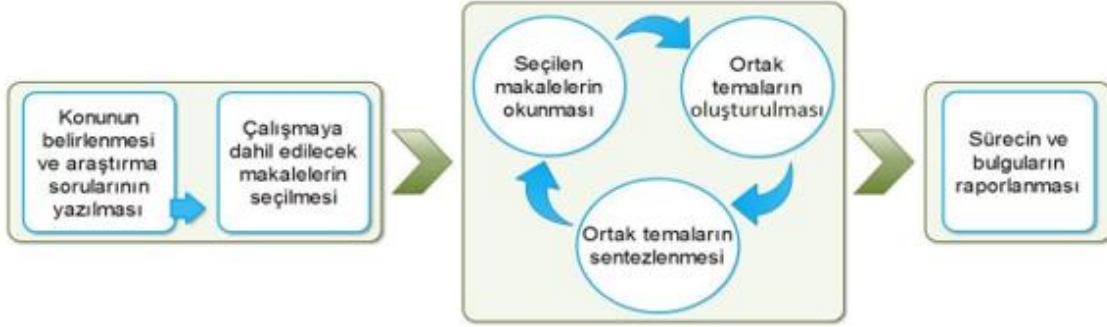 Konunun
belirlenmesi
ve araştırma
sorularının
yazılması
Çalışmaya
dahil edilecek
makalelerin
seçilmesi
Seçilen
makalelerin
okunması
Ortak
temaların
oluşturulması
Ortak temaların
sentezlenmesi
Sürecin ve
bulguların
raporlanması